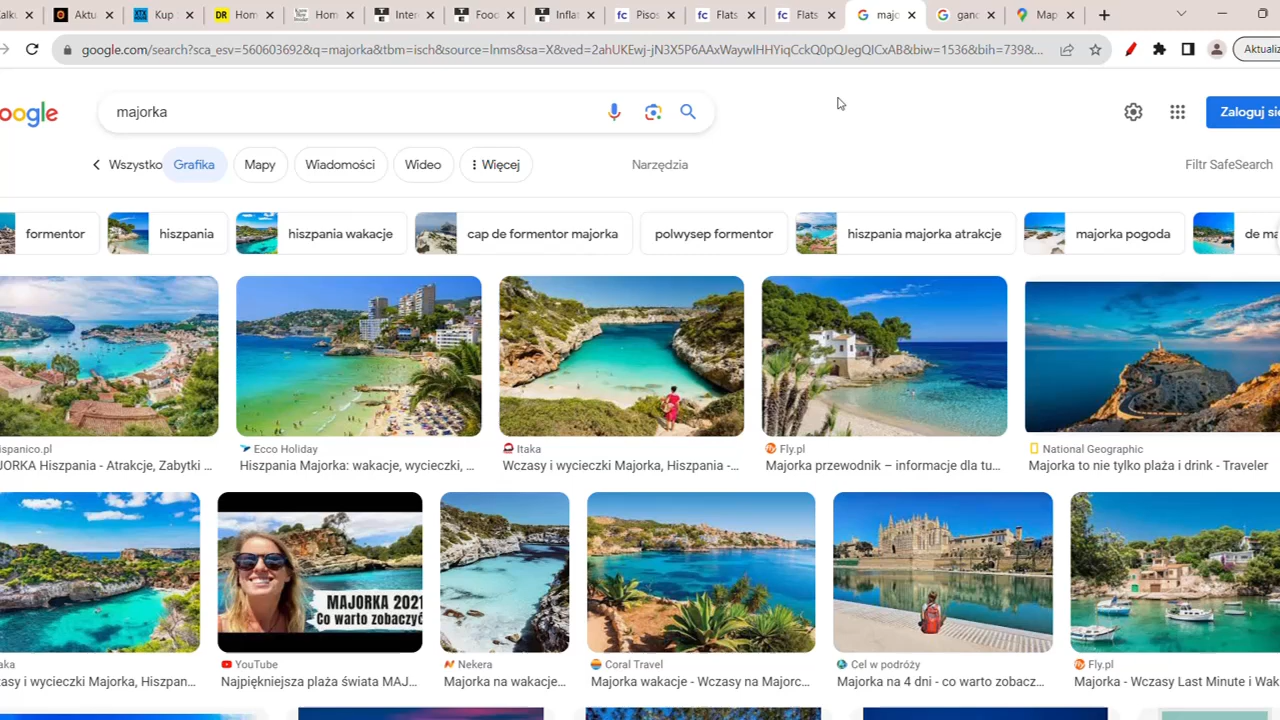 Aktu
Kup
Hom
Hom
Inter
Food
Infla
Pisos
Flats
Flats
majo
ganc
Map
google.com/search?sca_esv=560603692&q=majorka&tbm=isch&source=lnms&sa=X&ved=2ahUKEwj-jN3X5P6AAxWaywIHHYiqCckQ0pQJegQICxAB&biw=1536&bih=739&...
Aktualiz
oogle
majorka
Zaloguj się
Wszystko
Grafika
Mapy
Wiadomości
Wideo
Więcej
Narzędzia
Filtr SafeSearch
formentor
hiszpania
hiszpania wakacje
cap de formentor majorka
polwysep formentor
hiszpania majorka atrakcje
majorka pogoda
de ma
ispanico.pl
Ecco Holiday
Itaka
Fly.pl
National Geographic
JORKA Hiszpania - Atrakcje, Zabytki ...
Hiszpania Majorka: wakacje, wycieczki, ...
Wczasy i wycieczki Majorka, Hiszpania -...
Majorka przewodnik – informacje dla tu...
Majorka to nie tylko plaża i drink - Traveler
MAJORKA 2021
Co warto zobaczyć
aka
YouTube
Nekera
Coral Travel
Cel w podróży
Fly.pl
asy i wycieczki Majorka, Hiszpan...
Najpiękniejsza plaża świata MAJ...
Majorka na wakacje...
Majorka wakacje - Wczasy na Majorc...
Majorka na 4 dni - co warto zobacz...
Majorka - Wczasy Last Minute i Wak